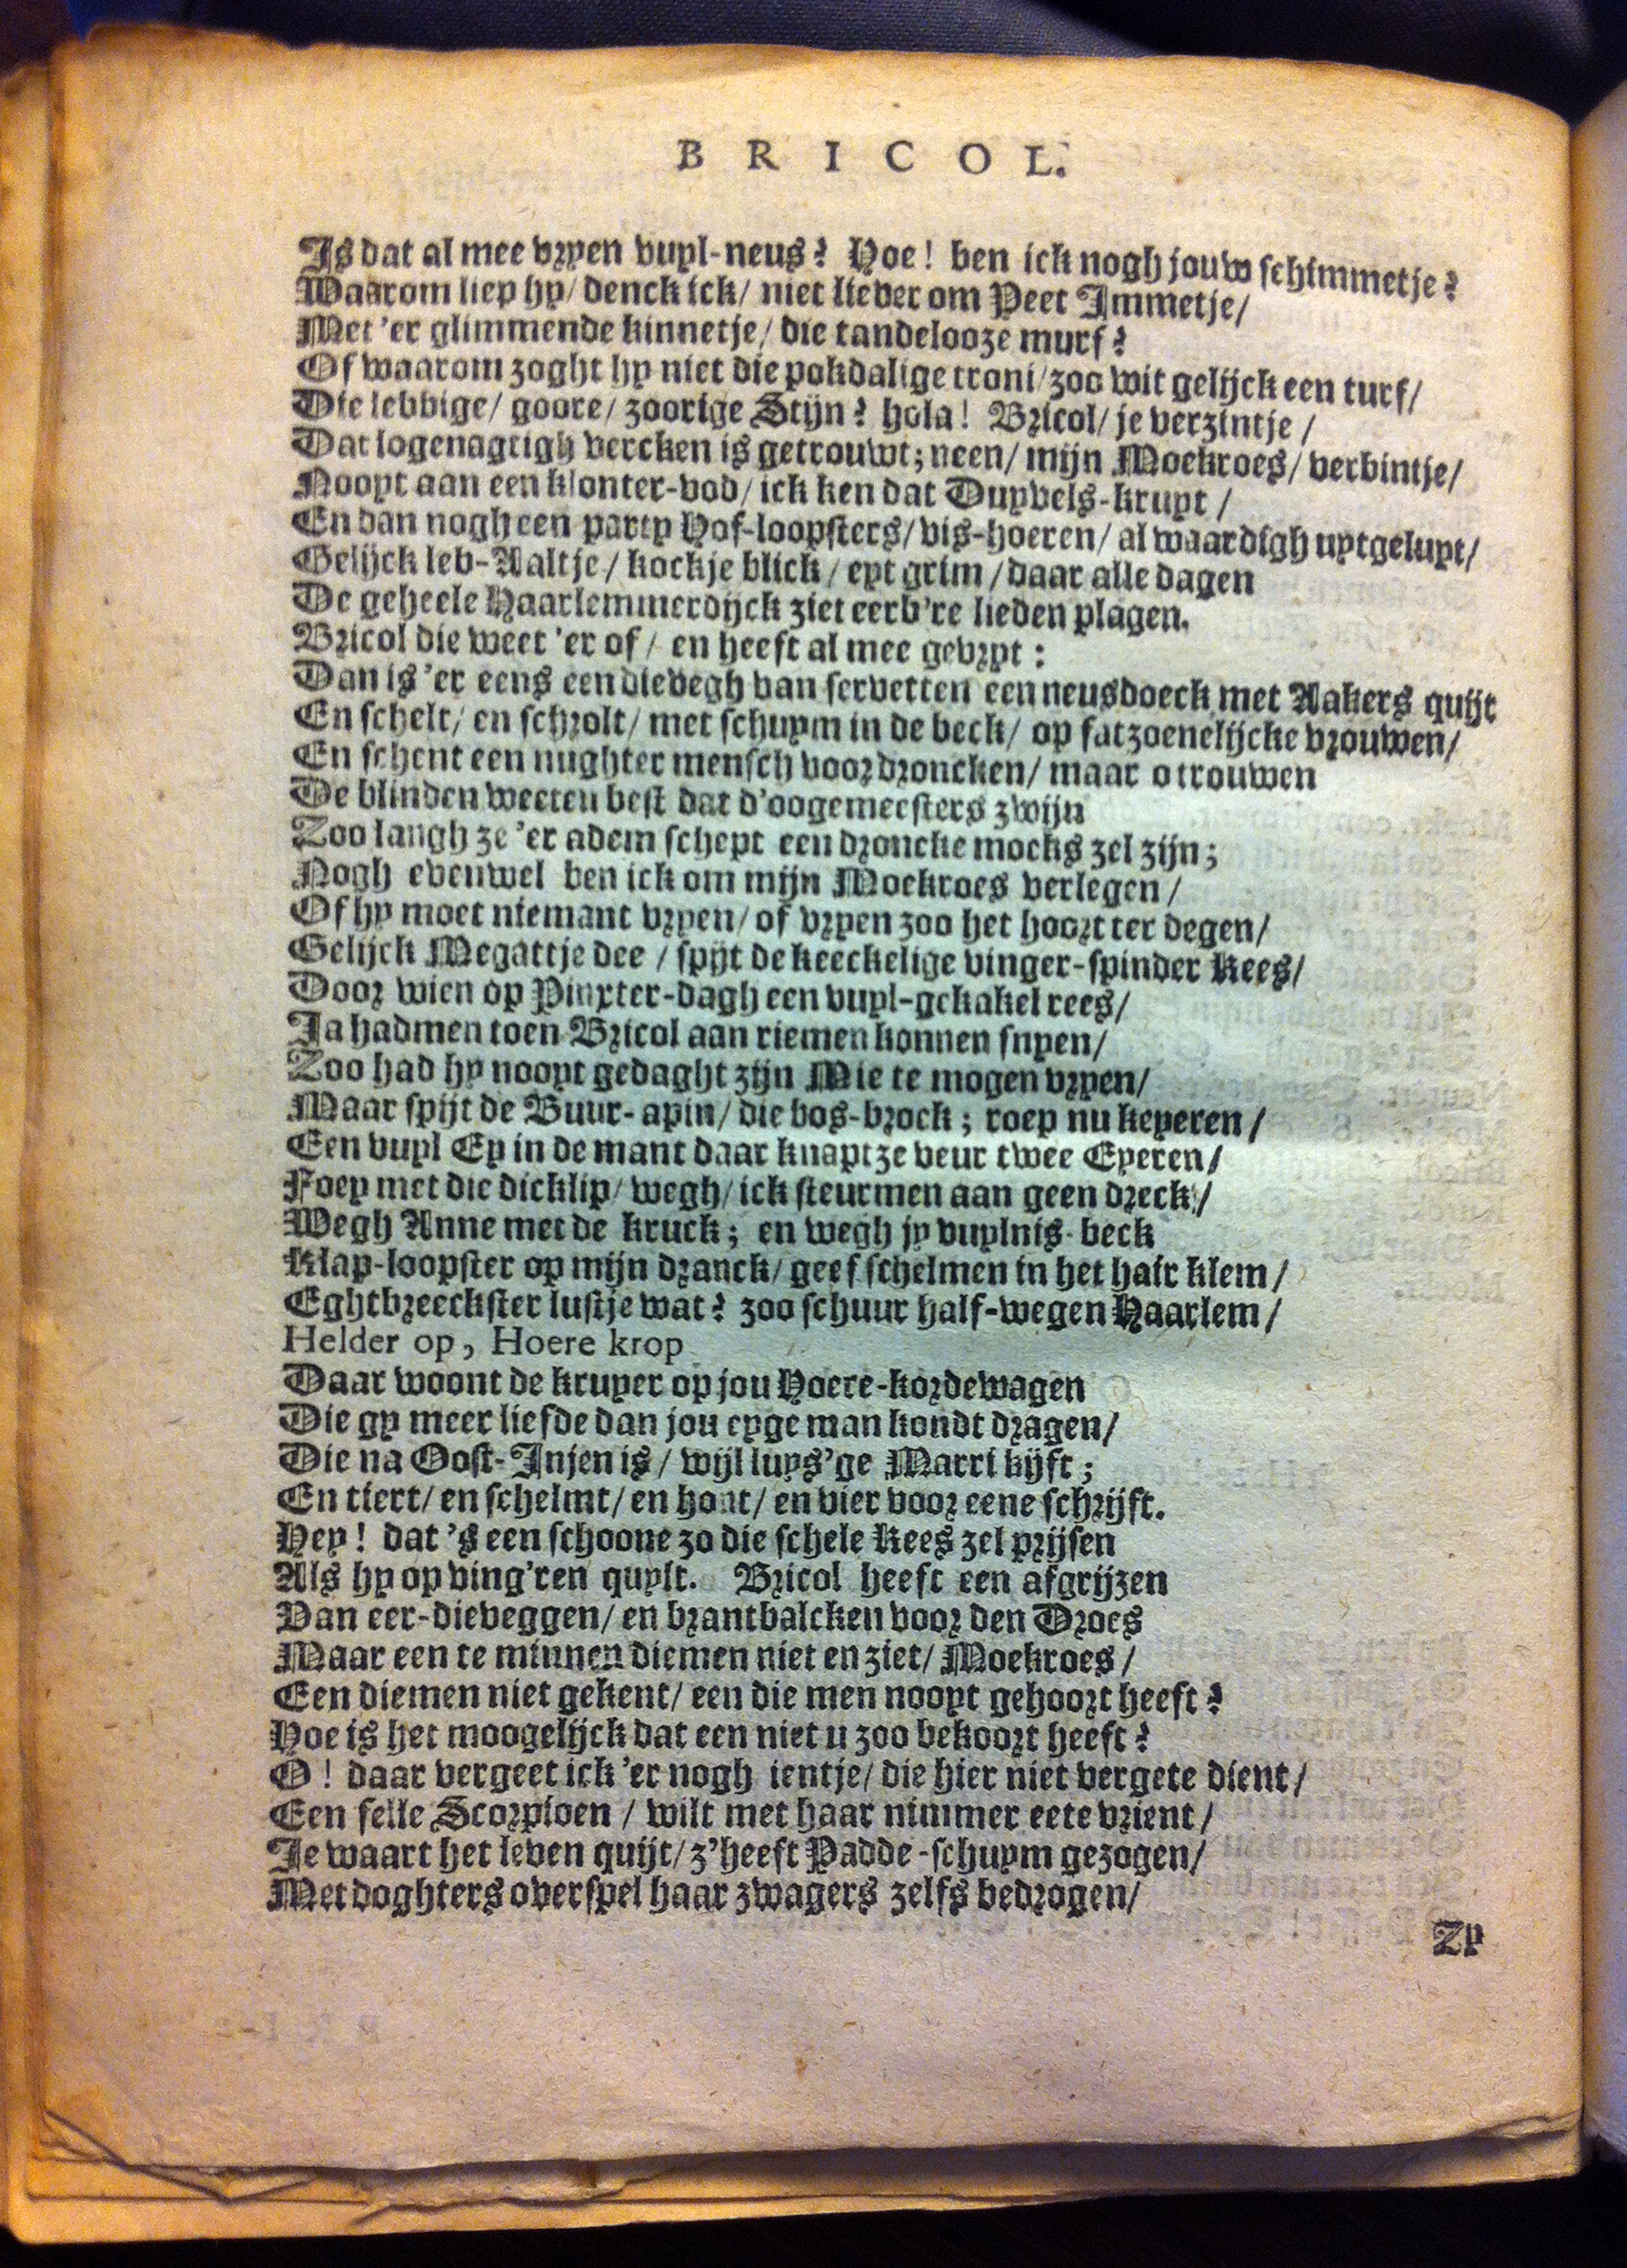 BRICOL.
Is dat al mee vryen vuyl-neus? Hoe! ben ick nogh jouw schimmetje?
Waarom liep hy/ denck ick/ niet liever om Peet Immetje/
Met 'er glimmende kinnetje/ die tandelooze murf?
Of waarom zoght hy niet die pokdalige troni/ zoo wit gelijck een turf/
Die lebbige/ goore/ zoorige Stijn? hola! Bricol/ je verzintje/
Dat logenagtigh vercken is getrouwt; neen/ mijn Moekroes/ verbintje/
Nooyt aan een klonter-vod/ ick ken dat Duyvels-kruyt/
En dan nogh een party Hof-loopsters/ vis-hoeren/ al waardigh uytgeluyt/
Gelijck leb-Aaltje/ kockje blick/ eyt grim/ daar alle dagen
De geheele Haarlemmerdijck ziet eerb're lieden plagen.
Bricol die weet 'er of/ en heeft al mee gevryt:
Dan is 'er eens een dievegh van servetten een neusdoeck met Aakers quijt
En schelt/ en schrolt/ met schuym in de beck/ op fatzoenelijcke vrouwen/
En schent een nughter mensch voor droncken/ maar o trouwen
De blinden weeten best dat d'oogemeesters zwijn
Zoo langh ze 'er adem schept een droncke mocks zel zijn;
Nogh evenwel ben ick om mijn Moekroes verlegen/
Of hy moet niemant vryen/ of vryen zoo het hoort ter degen/
Gelijck Megattje dee/ spijt de keeckelige vinger-spinder Kees/
Door wien op Pinxter-dagh een vuyl-gekakel rees/
Ja hadmen toen Bricol aan riemen konnen snyen/
Zoo had hy nooyt gedaght zijn Mie te mogen vryen/
Maar spijt de Buur-apin/ die vos-brock; roep nu keyeren/
Een vuyl Ey in de mant daar knapt ze veur twee Eyeren/
Foey met die dicklip/ wegh/ ick steurmen aan geen dreck/
Wegh Anne met de kruck; en wegh jy vuylnis-beck
Klap-loopster op mijn dranck/ geef schelmen in het hair klem/
Eghtbreeckster lustje wat? zoo schuur half-wegen Haarlem/
Helder op, Hoere krop
Daar woont de kruyer op jou Hoere-kordewagen
Die gy meer liefde dan jou eyge man kondt dragen/
Die na Oost-Injen is/ wijl luys'ge Marri kijft;
En tiert/ en schelmt/ en hoat/ en vier voor eene schrijft.
Hey! dat 's een schoone zo die schele Kees zel prijsen
Als hy op ving'ren quylt. Bricol heeft een afgrijzen
Van eer-dieveggen/ en brantbalcken voor den Droes
Maar een te minnen diemen niet en ziet/ Moekroes/
Een diemen niet gekent/ een die men nooyt gehoort heeft?
Hoe is het moogelijck dat een niet u zoo bekoort heeft?
O! daar vergeet ick 'er nogh ientje/ die hier niet vergete dient/
Een felle Scorpioen/ wilt met haar nimmer eete vrient/
Je waart het leven quijt/ z'heeft Padde-schuym gezogen/
Met doghters overspel haar zwagers zelfs bedrogen/
Zy